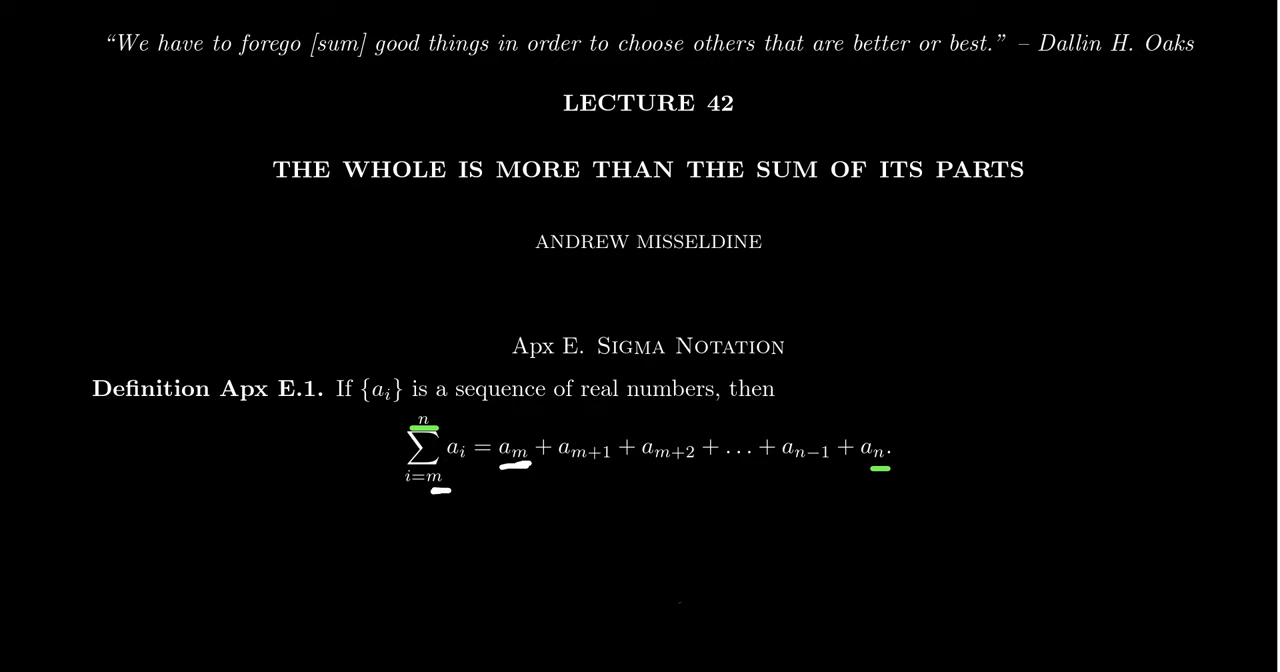 “We have to forego [sum] good things in order to choose others that are better or best.” – Dallin H. Oaks
LECTURE 42
THE WHOLE IS MORE THAN THE SUM OF ITS PARTS
ANDREW MISSELDINE
Apx E. Sigma Notation
Definition Apx E.1. If {a_i} is a sequence of real numbers, then
\sum_{i=m}^{n} a_i = a_m + a_{m+1} + a_{m+2} + … + a_{n−1} + a_n.